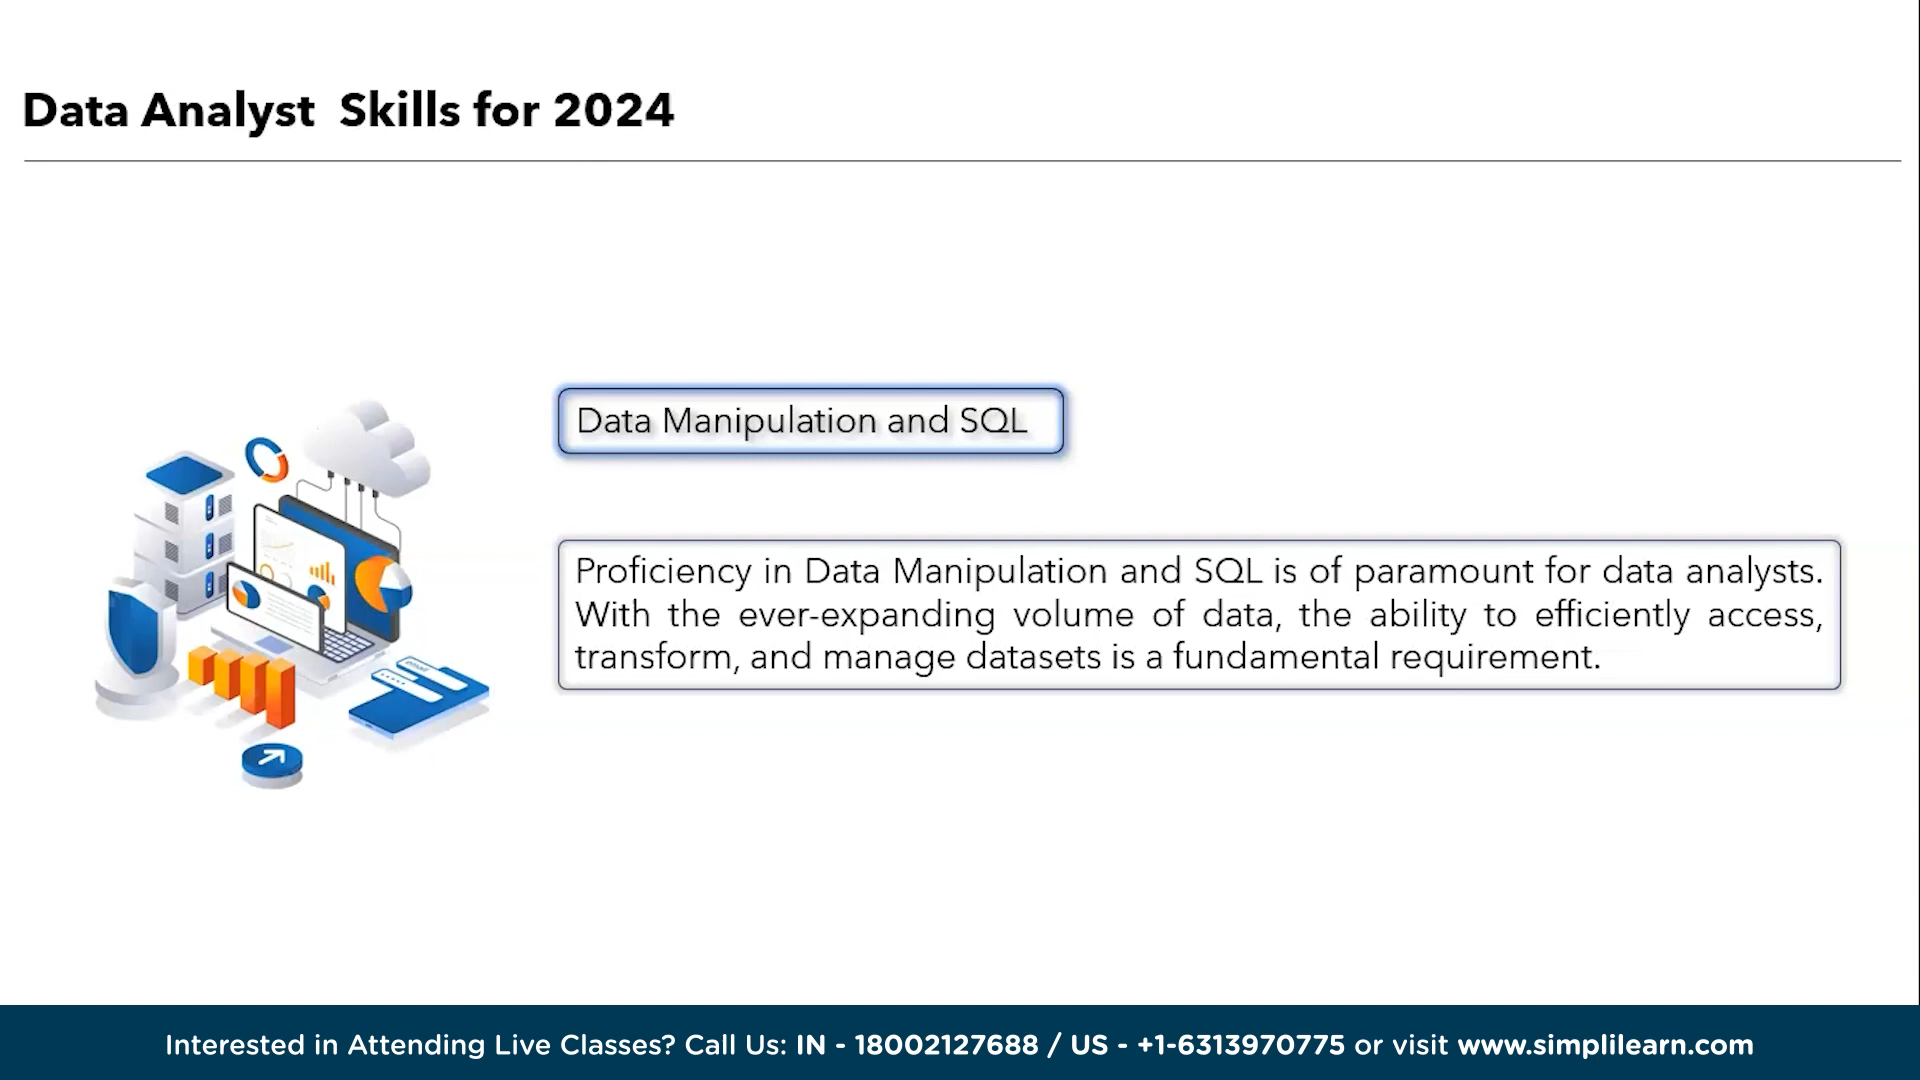 Data Analyst Skills for 2024
Data Manipulation and SQL
Proficiency in Data Manipulation and SQL is of paramount for data analysts.
With the ever-expanding volume of data, the ability to efficiently access,
transform, and manage datasets is a fundamental requirement.
Interested in Attending Live Classes? Call Us: IN - 18002127688 / US - +1-6313970775 or visit www.simplilearn.com